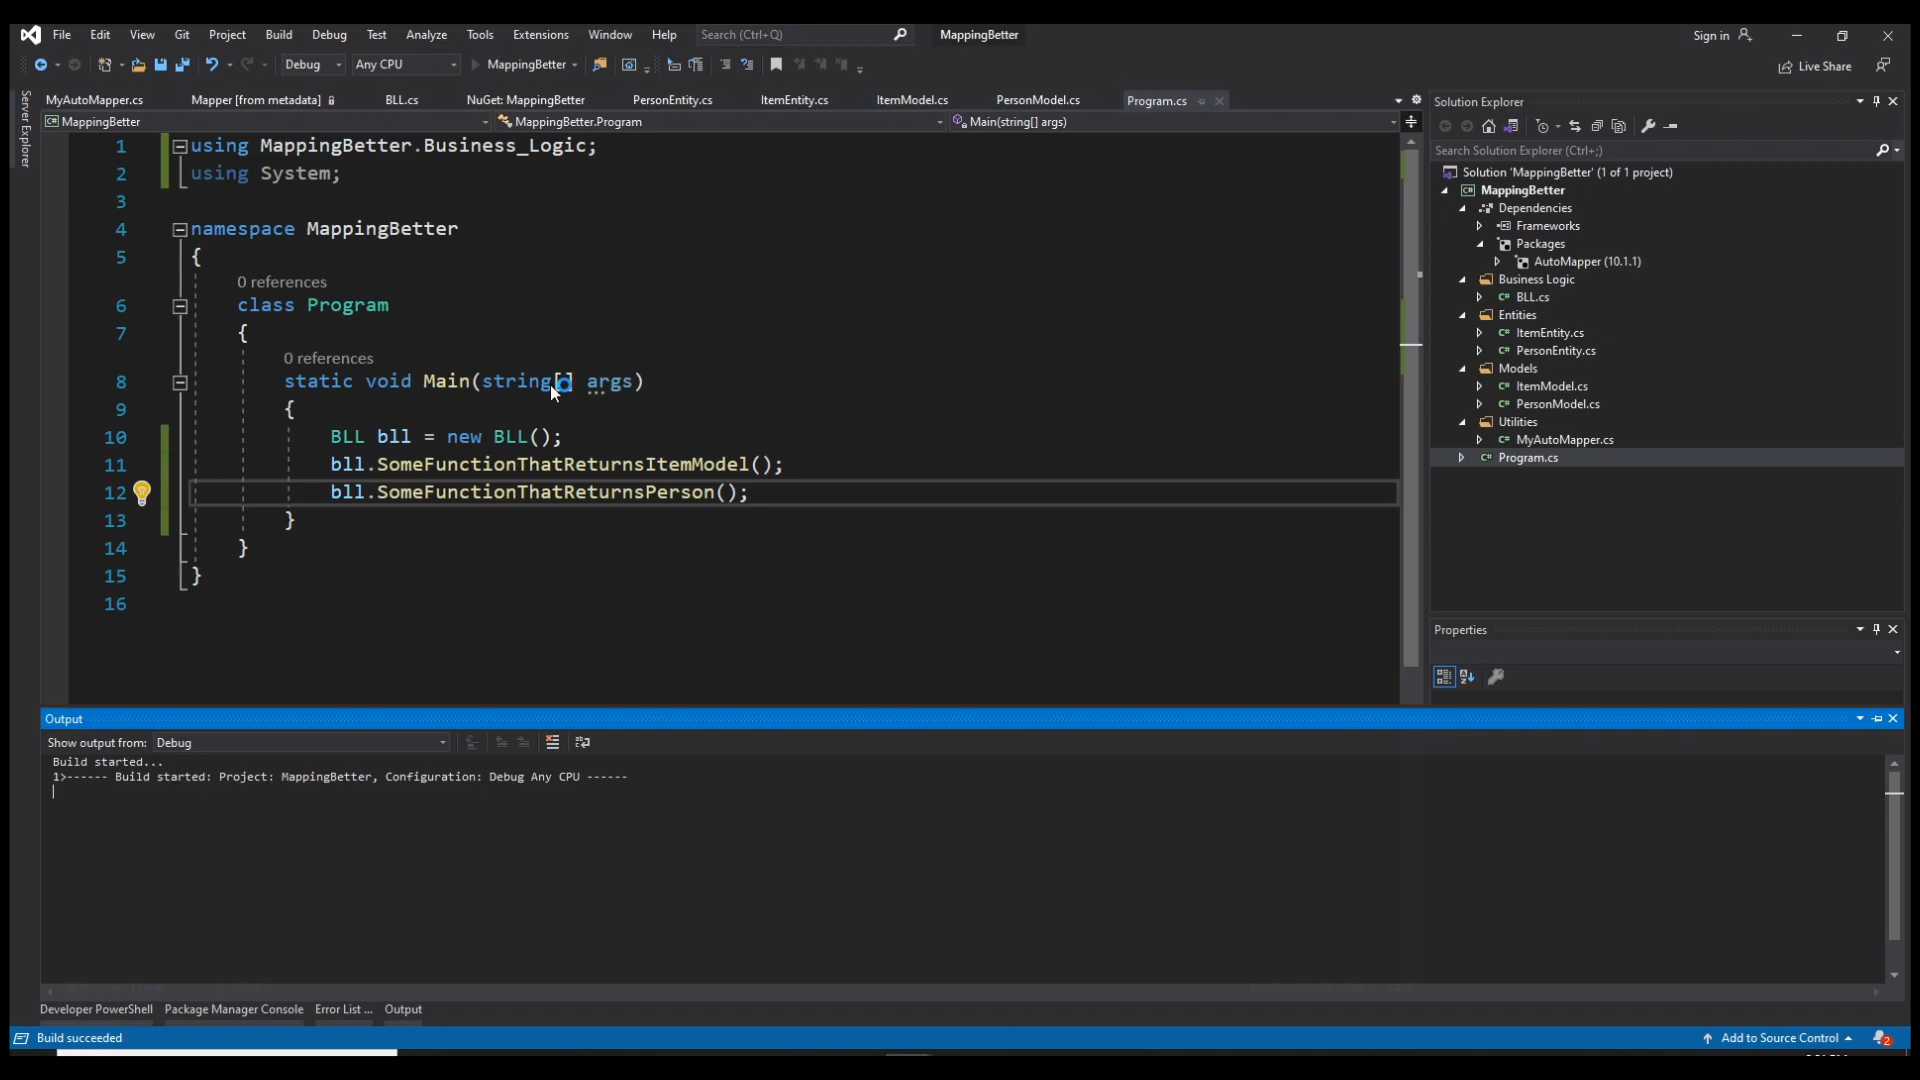 File Edit View Git Project Build Debug Test Analyze Tools Extensions Window Help Search (Ctrl+Q) MappingBetter Sign in
Debug Any CPU MappingBetter Live Share
Server Explorer
MyAutoMapper.cs Mapper [from metadata] BLL.cs NuGet: MappingBetter PersonEntity.cs ItemEntity.cs ItemModel.cs PersonModel.cs Program.cs
MappingBetter MappingBetter.Program Main(string[] args)
1 using MappingBetter.Business_Logic;
2 using System;
3
4 namespace MappingBetter
5 {
0 references
6 class Program
7 {
0 references
8 static void Main(string[] args)
9 {
10 BLL bll = new BLL();
11 bll.SomeFunctionThatReturnsItemModel();
12 bll.SomeFunctionThatReturnsPerson();
13 }
14 }
15 }
16
Solution Explorer
Search Solution Explorer (Ctrl+;)
Solution 'MappingBetter' (1 of 1 project)
C# MappingBetter
Dependencies
Frameworks
Packages
AutoMapper (10.1.1)
Business Logic
C# BLL.cs
Entities
C# ItemEntity.cs
C# PersonEntity.cs
Models
C# ItemModel.cs
C# PersonModel.cs
Utilities
C# MyAutoMapper.cs
C# Program.cs
Properties
Output
Show output from: Debug
Build started...
1>------ Build started: Project: MappingBetter, Configuration: Debug Any CPU ------
Developer PowerShell Package Manager Console Error List ... Output
Build succeeded Add to Source Control 2